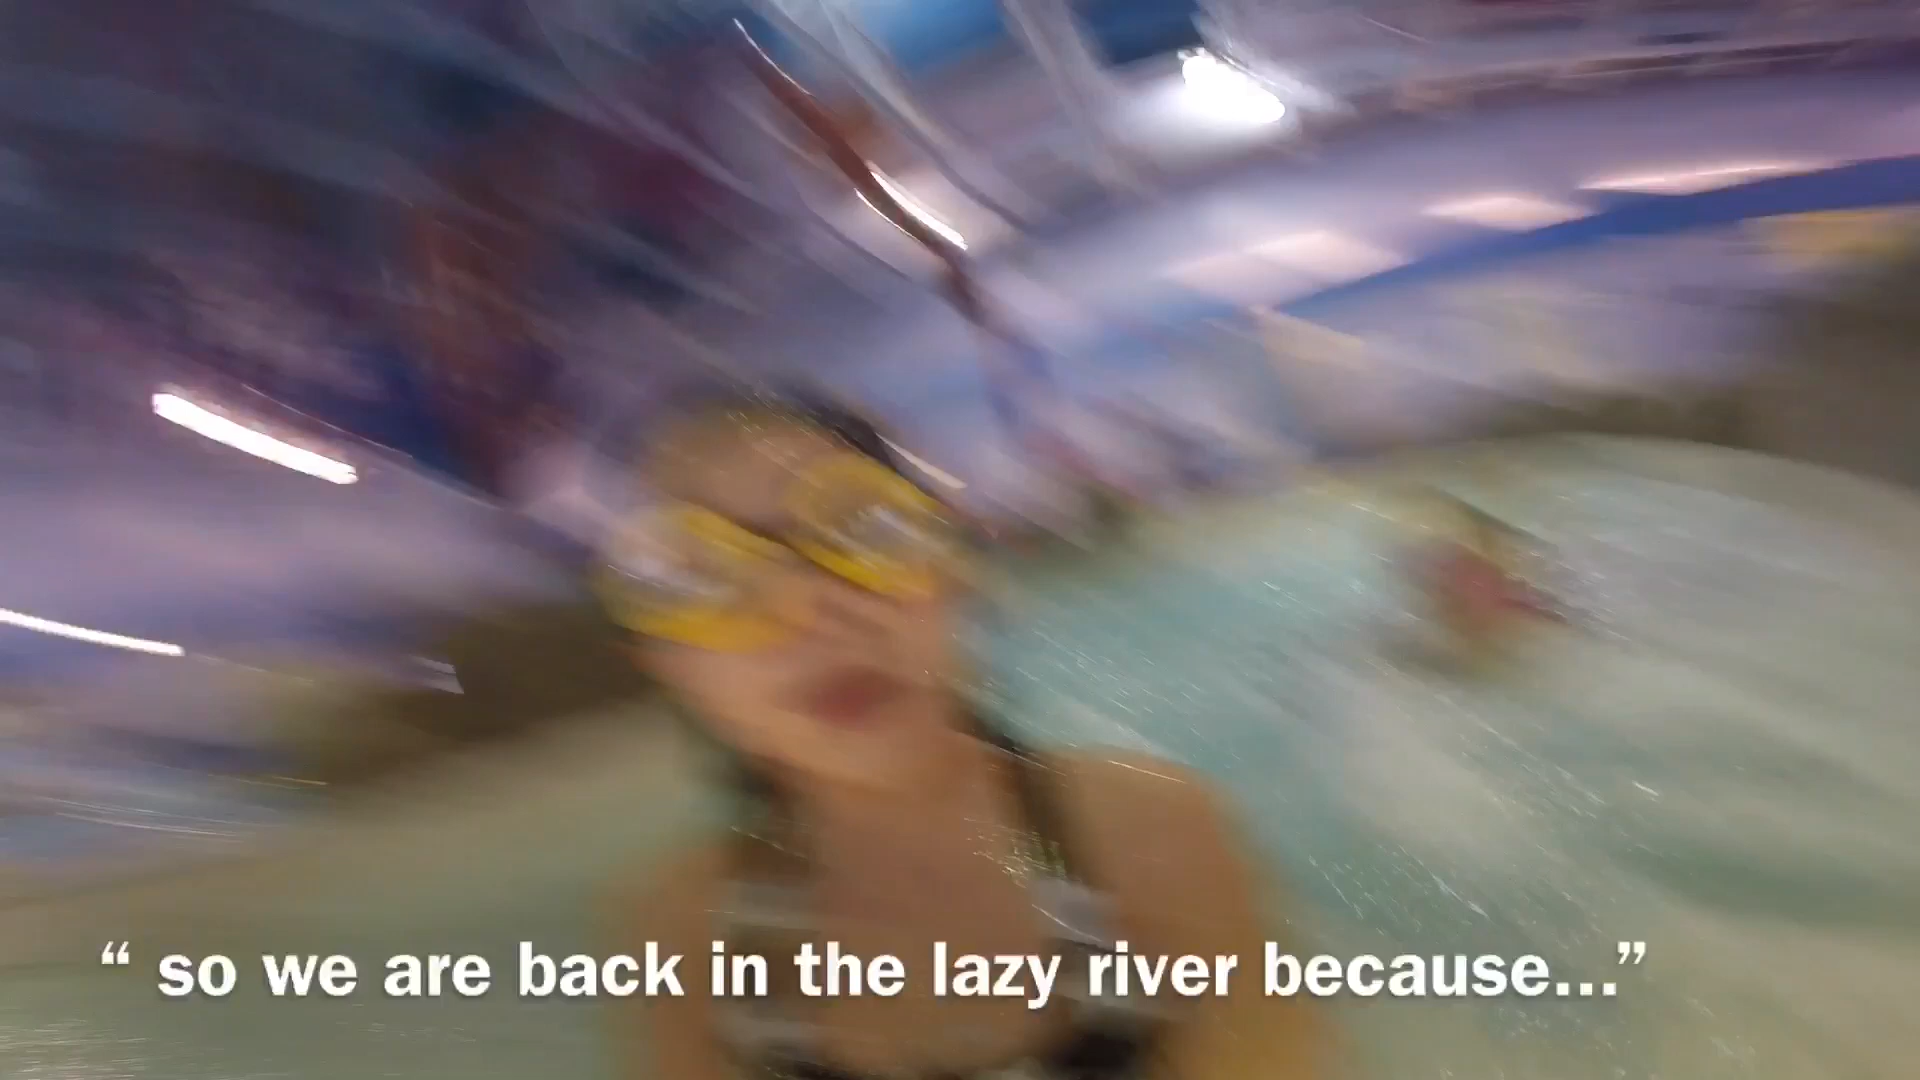 “ so we are back in the lazy river because...”